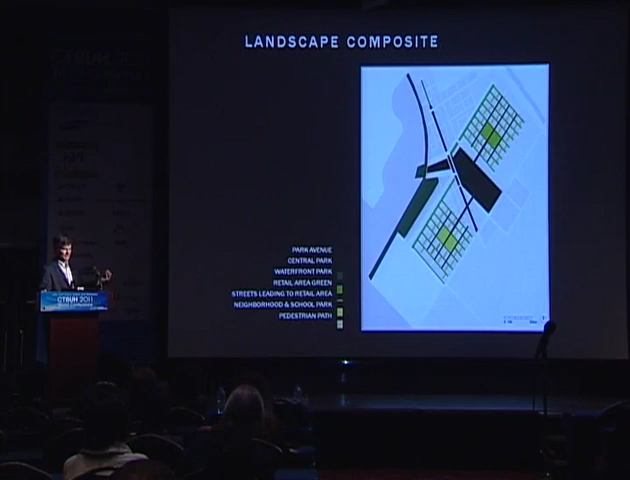 LANDSCAPE COMPOSITE
PARK AVENUE
CENTRAL PARK
WATERFRONT PARK
RETAIL AREA GREEN
STREETS LEADING TO RETAIL AREA
NEIGHBORHOOD & SCHOOL PARK
PEDESTRIAN PATH
CTBUH 2011